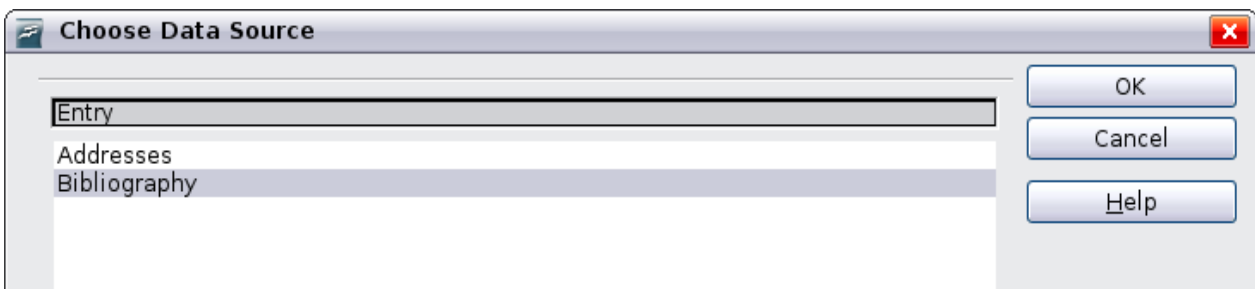 Choose Data Source
Entry
Addresses
Bibliography
OK
Cancel
Help